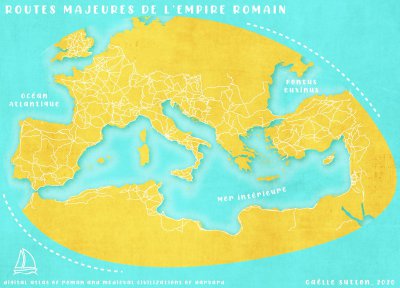 ROUTES MAJEURES DE L'EMPIRE ROMAIN
OCÉAN
ATLANTIQUE
PONTUS
EUXINUS
MER INTÉRIEURE
DIGITAL ATLAS OF ROMAN AND MEDIEVAL CIVILIZATIONS OF HARVARD
GAËLLE SUTTON, 2020